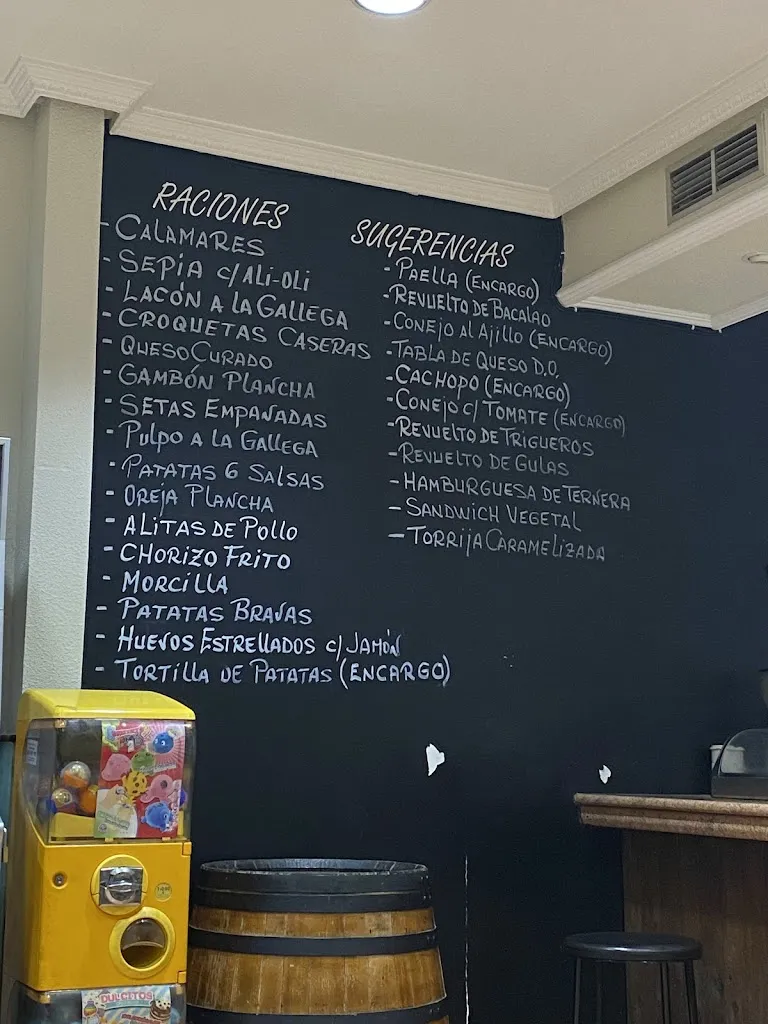 RACIONES
- CALAMARES
- SEPIA C/ALI-OLI
- LACÓN A LA GALLEGA
- CROQUETAS CASERAS
- QUESO CURADO
- GAMBÓN PLANCHA
- SETAS EMPANADAS
- PULPO A LA GALLEGA
- PATATAS 6 SALSAS
- OREJA PLANCHA
- ALITAS DE POLLO
- CHORIZO FRITO
- MORCILLA
- PATATAS BRAVAS
- HUEVOS ESTRELLADOS C/ JAMÓN
- TORTILLA DE PATATAS (ENCARGO)
SUGERENCIAS
- PAELLA (ENCARGO)
- REVUELTO DE BACALAO
- CONEJO AL AJILLO (ENCARGO)
- TABLA DE QUESO D.O.
- CACHOPO (ENCARGO)
- CONEJO C/ TOMATE (ENCARGO)
- REVUELTO DE TRIGUEROS
- REVUELTO DE GULAS
- HAMBURGUESA DE TERNERA
- SANDWICH VEGETAL
- TORRIJA CARAMELIZADA
DULCITOS